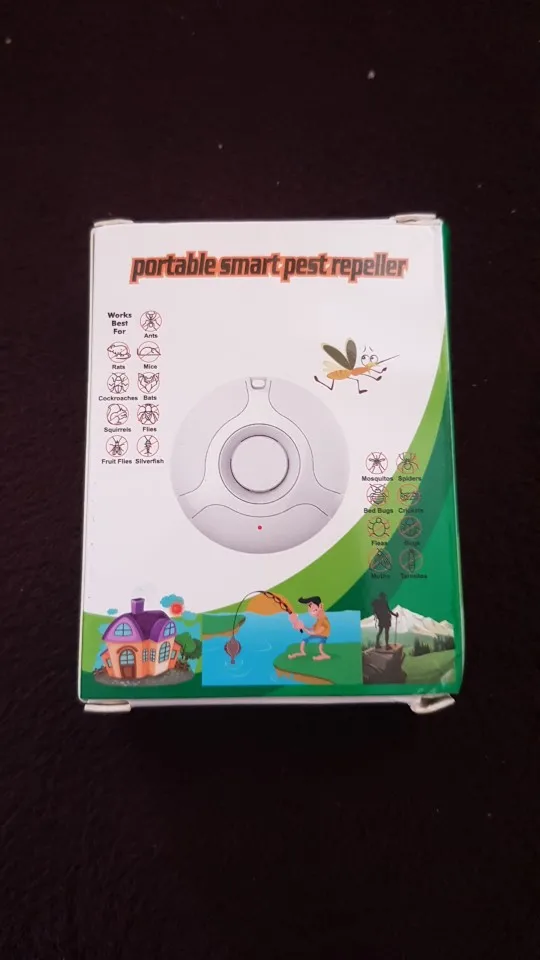 portable smart pest repeller
Works
Best
For
Ants
Rats Mice
Cockroaches Bats
Squirrels Flies
Fruit Flies Silverfish
Mosquitos Spiders
Bed Bugs Crickets
Fleas
Moths Termites